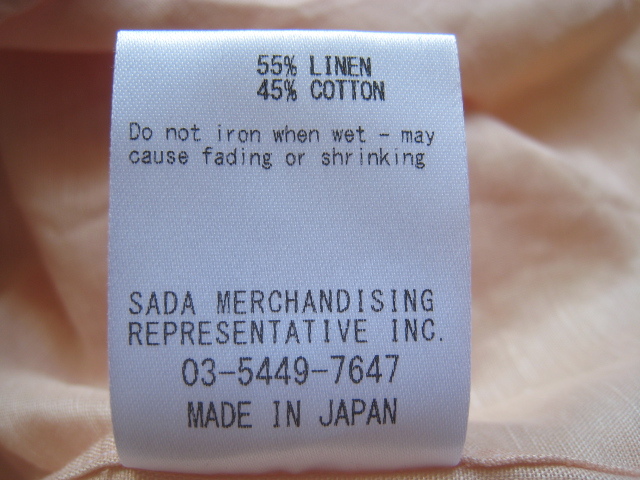 55% LINEN
45% COTTON
Do not iron when wet - may
cause fading or shrinking
SADA MERCHANDISING
REPRESENTATIVE INC.
03-5449-7647
MADE IN JAPAN